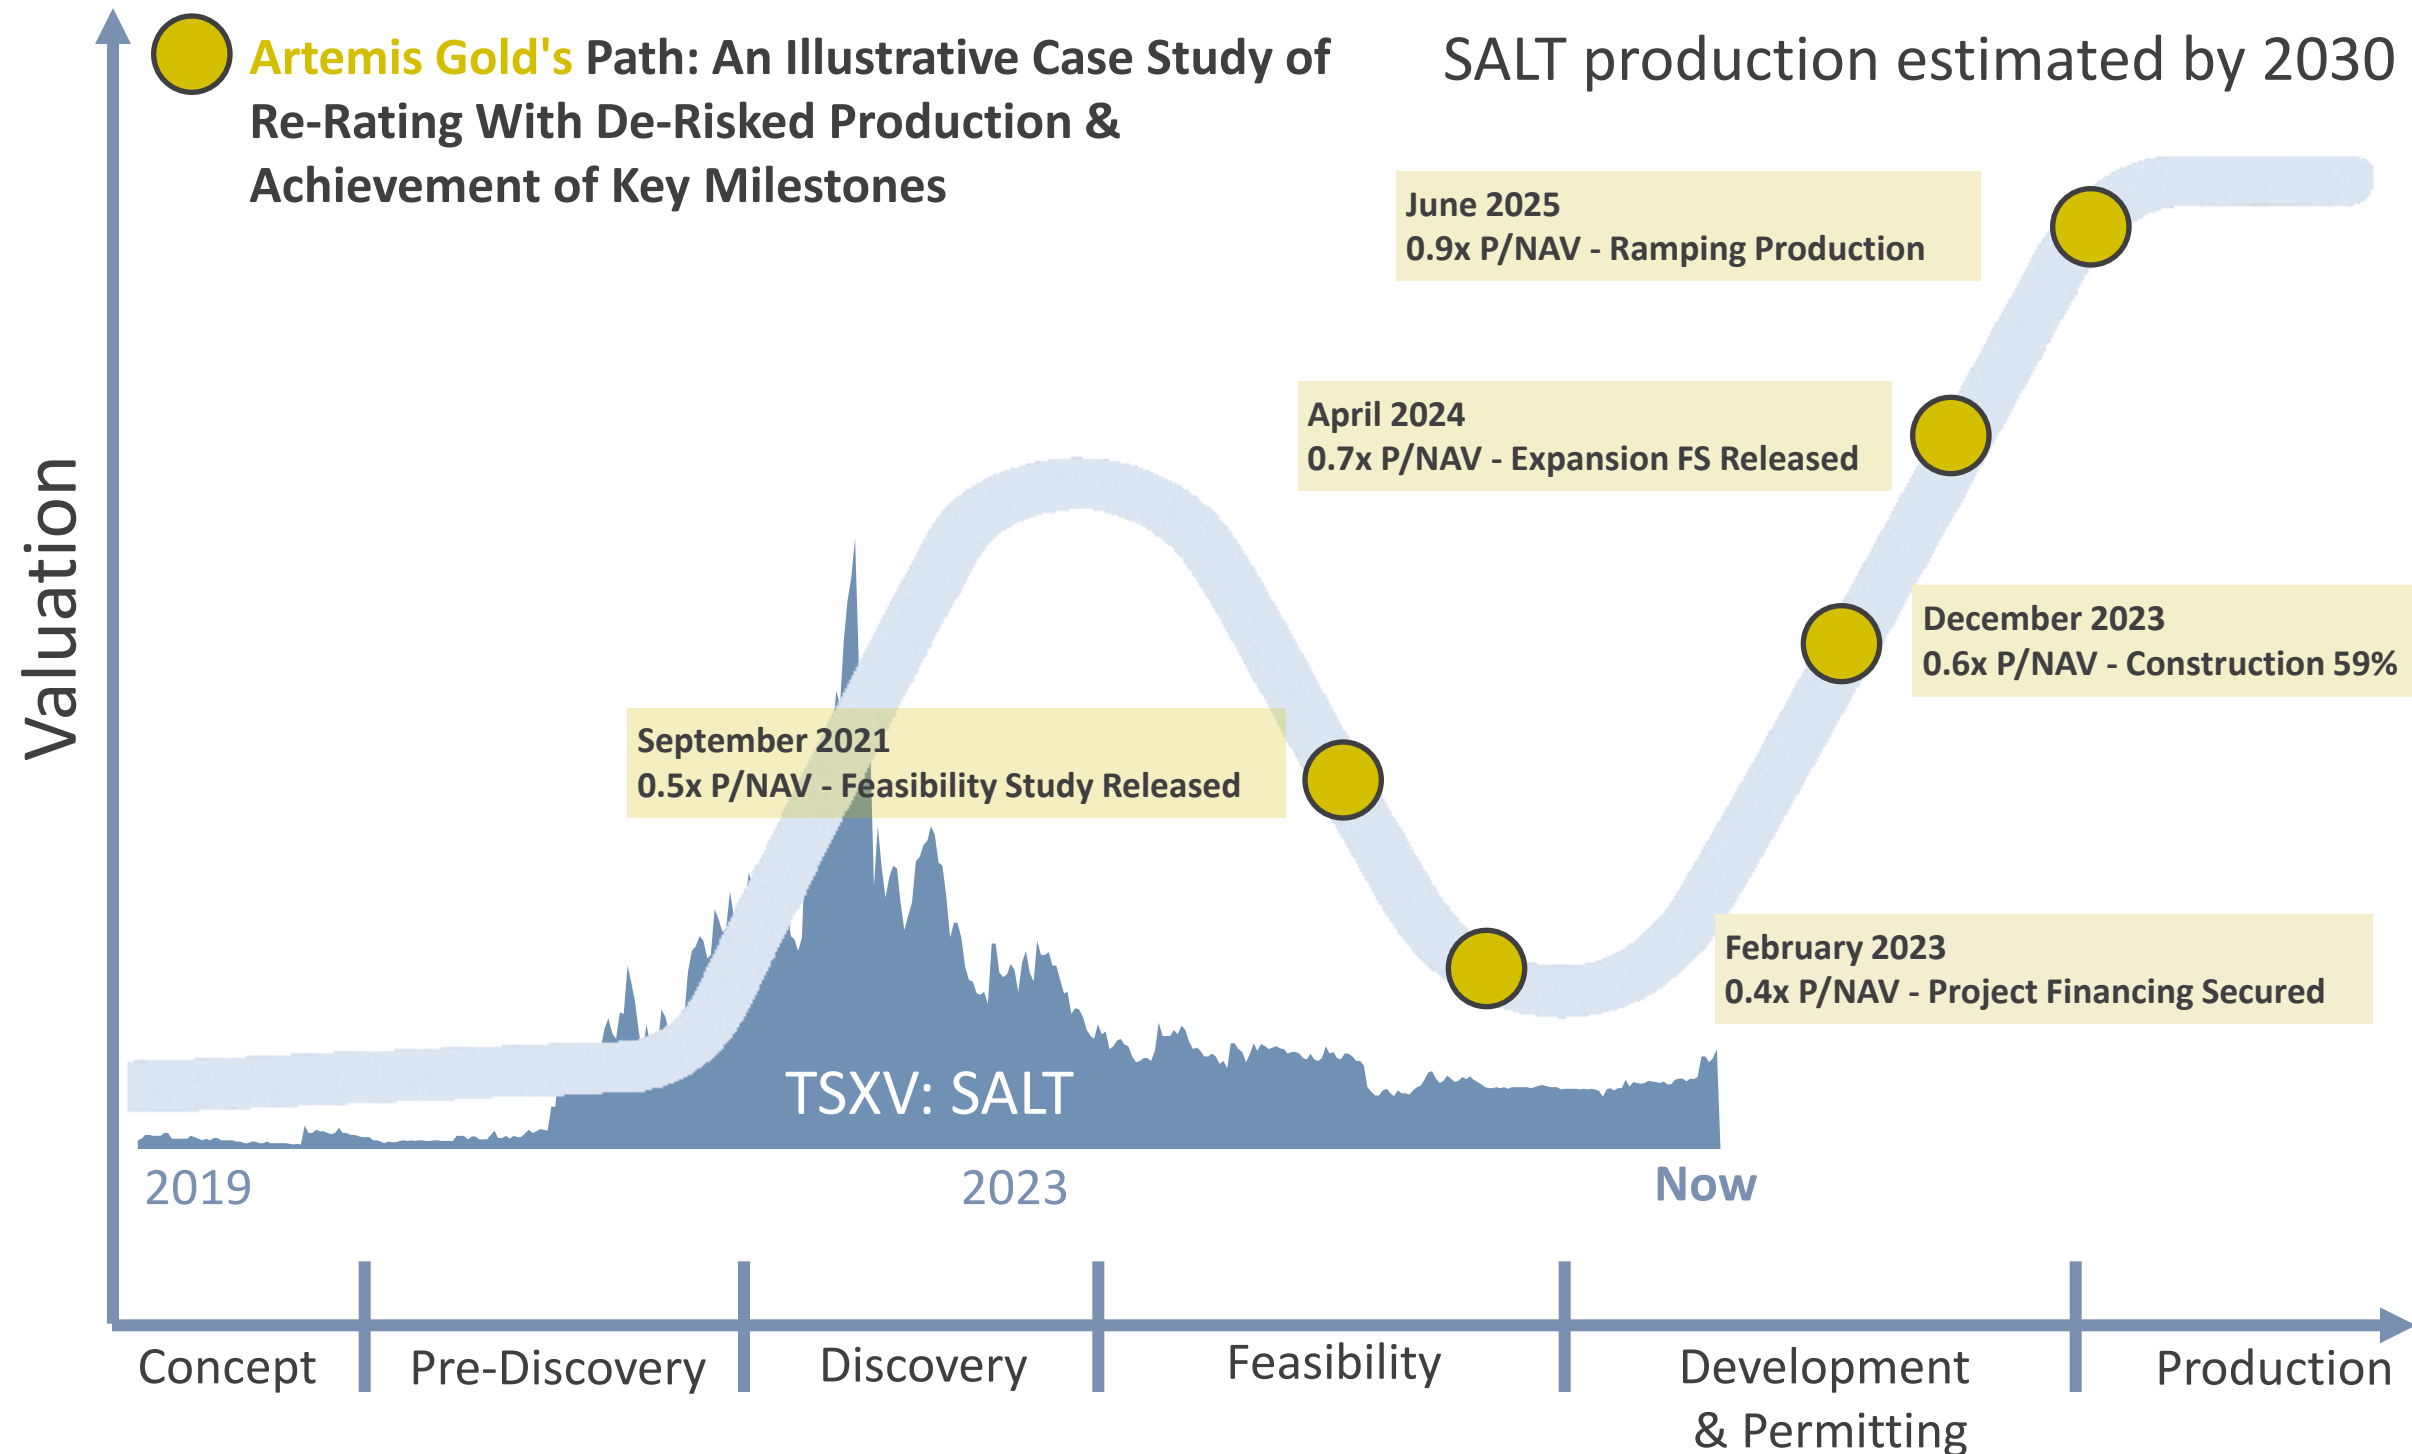 Artemis Gold's Path: An Illustrative Case Study of
Re-Rating With De-Risked Production &
Achievement of Key Milestones
SALT production estimated by 2030
June 2025
0.9x P/NAV - Ramping Production
April 2024
0.7x P/NAV - Expansion FS Released
December 2023
0.6x P/NAV - Construction 59%
September 2021
0.5x P/NAV - Feasibility Study Released
February 2023
0.4x P/NAV - Project Financing Secured
Valuation
TSXV: SALT
2019
2023
Now
Concept
Pre-Discovery
Discovery
Feasibility
Development
& Permitting
Production